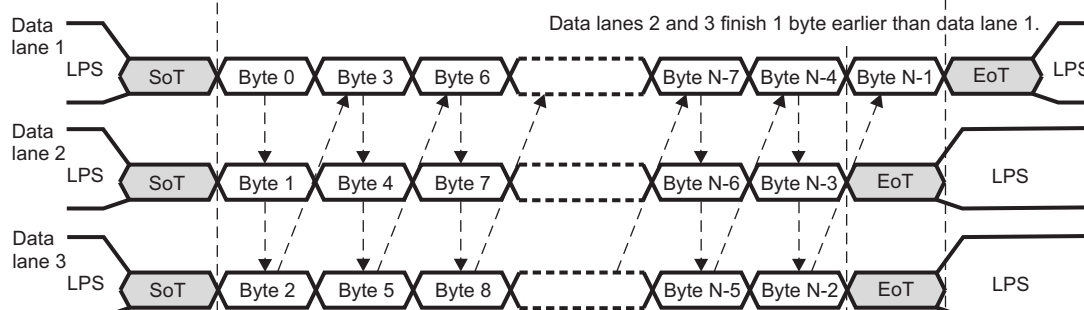 Data lanes 2 and 3 finish 1 byte earlier than data lane 1.
Data
lane 1
LPS SoT Byte 0 Byte 3 Byte 6 Byte N-7 Byte N-4 Byte N-1 EoT LPS
Data
lane 2
LPS SoT Byte 1 Byte 4 Byte 7 Byte N-6 Byte N-3 EoT LPS
Data
lane 3
LPS SoT Byte 2 Byte 5 Byte 8 Byte N-5 Byte N-2 EoT LPS